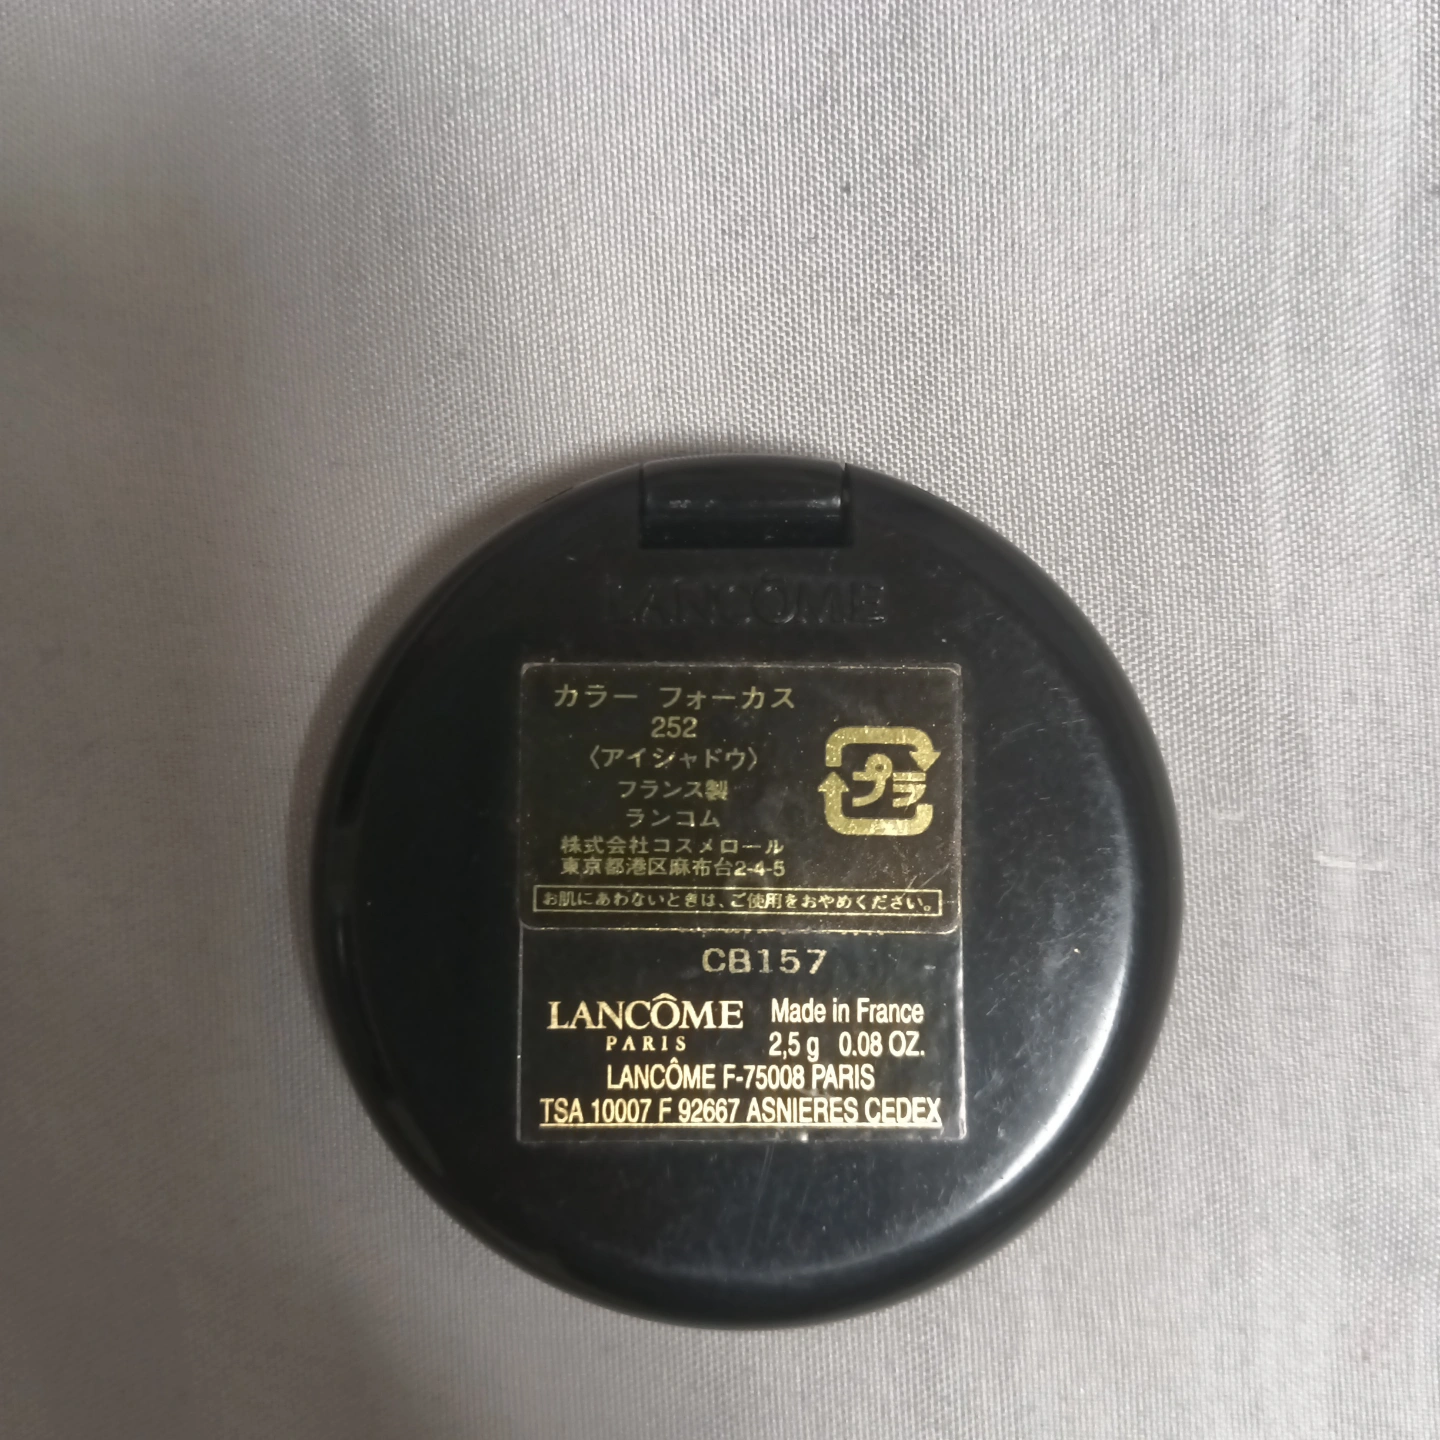 LANCÔME
カラー フォーカス
252
〈アイシャドウ〉
フランス製
ランコム
株式会社コスメロール
東京都港区麻布台2-4-5
プラ
お肌にあわないときは、ご使用をおやめください。
CB157
LANCÔME
PARIS
Made in France
2,5 g 0.08 OZ.
LANCÔME F-75008 PARIS
TSA 10007 F 92667 ASNIERES CEDEX